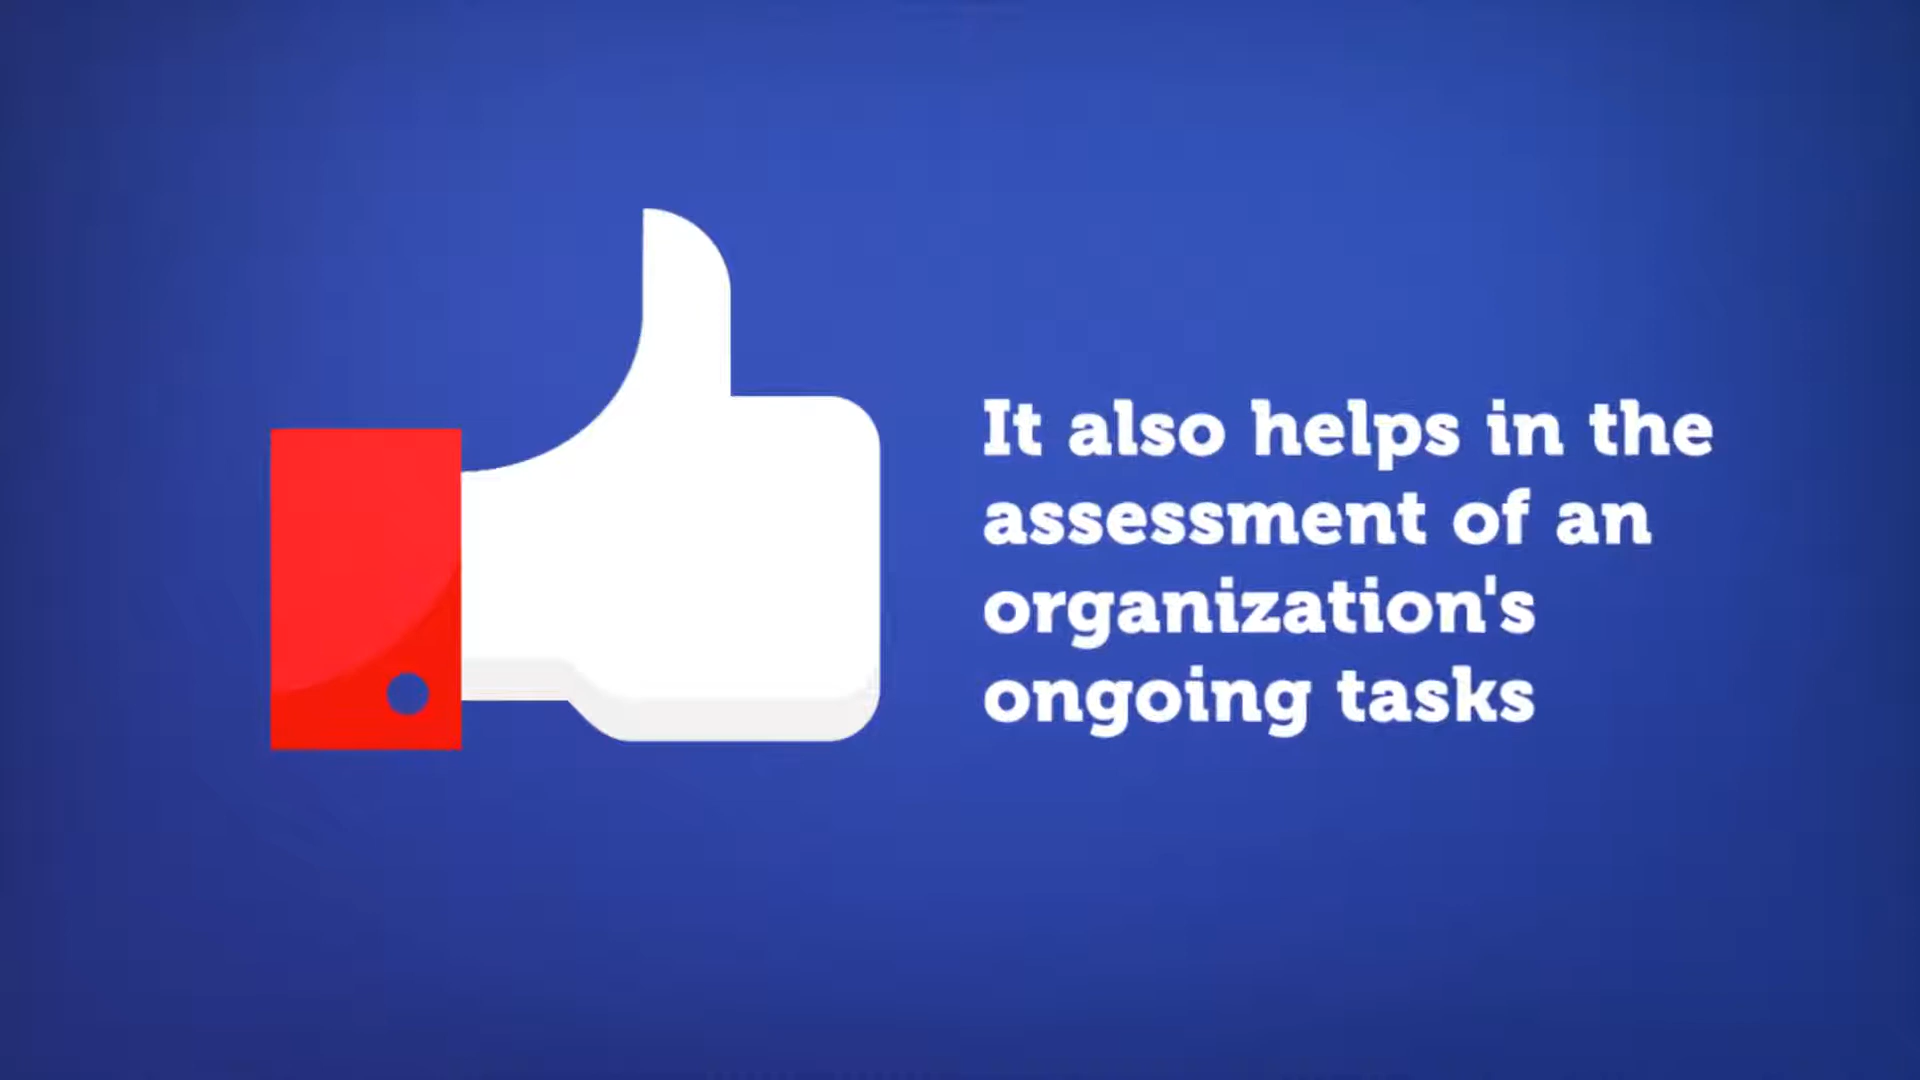 It also helps in the
assessment of an
organization's
ongoing tasks